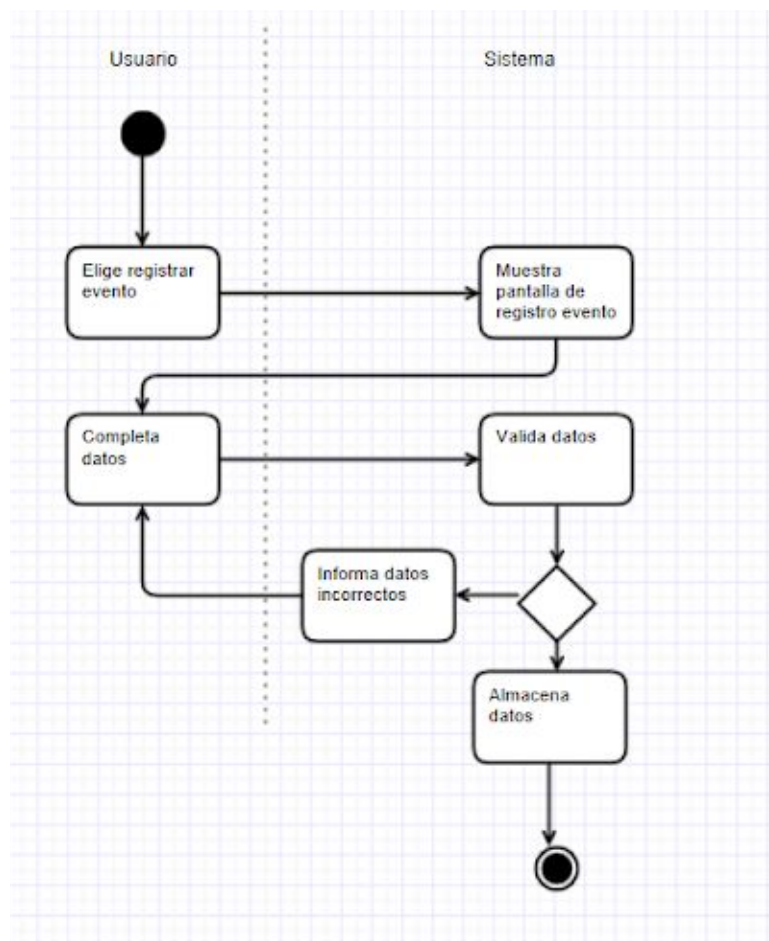 Usuario
Sistema
Elige registrar
evento
Muestra
pantalla de
registro evento
Completa
datos
Valida datos
Informa datos
incorrectos
Almacena
datos